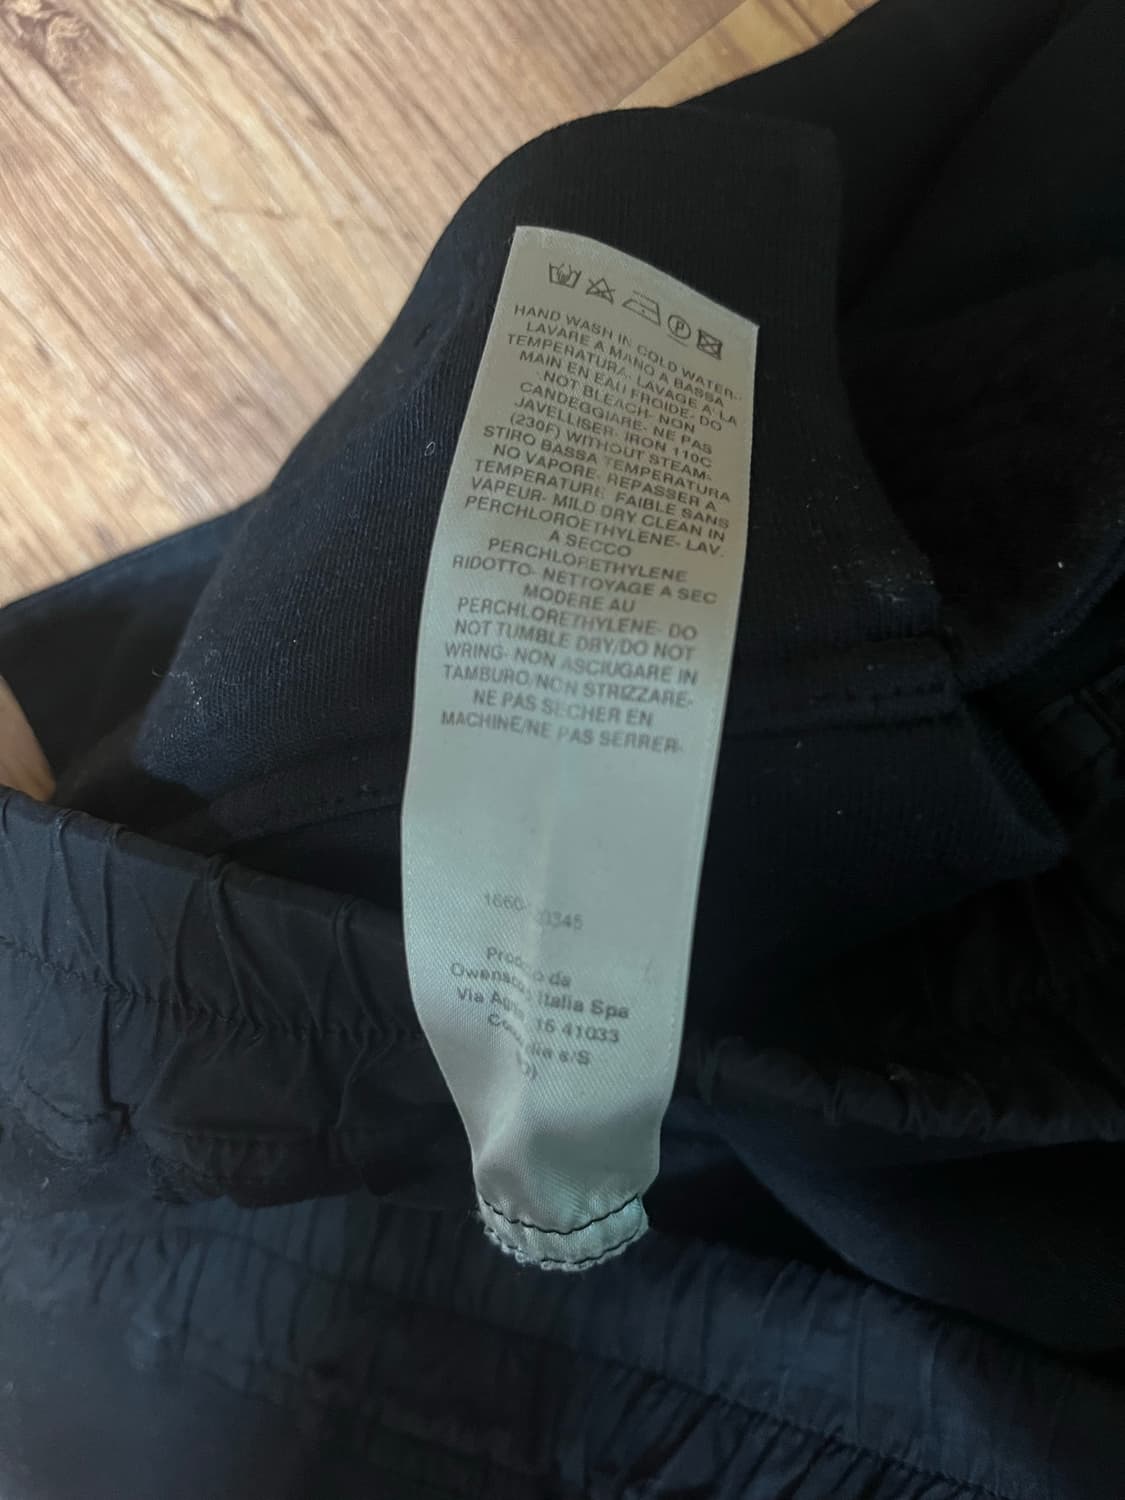 HAND WASH IN COLD WATER-
LAVARE A MANO A BASSA
TEMPERATURA- LAVAGE A LA
MAIN EN EAU FROIDE- DO
NOT BLEACH- NON
CANDEGGIARE- NE PAS
JAVELLISER- IRON 110C
(230F) WITHOUT STEAM-
STIRO BASSA TEMPERATURA
NO VAPORE- REPASSER A
TEMPERATURE FAIBLE SANS
VAPEUR- MILD DRY CLEAN IN
PERCHLOROETHYLENE- LAV.
A SECCO
PERCHLORETHYLENE
RIDOTTO- NETTOYAGE A SEC
MODERE AU
PERCHLORETHYLENE- DO
NOT TUMBLE DRY/DO NOT
WRING- NON ASCIUGARE IN
TAMBURO/NON STRIZZARE-
NE PAS SECHER EN
MACHINE/NE PAS SERRER-
da
Italia Spa
Via 16 41033
s/S